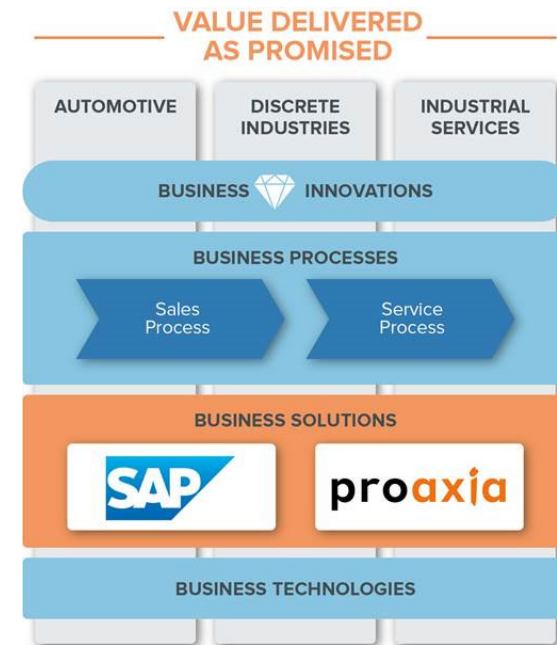 VALUE DELIVERED
AS PROMISED
AUTOMOTIVE
DISCRETE
INDUSTRIES
INDUSTRIAL
SERVICES
BUSINESS INNOVATIONS
BUSINESS PROCESSES
Sales
Process
Service
Process
BUSINESS SOLUTIONS
SAP
proaxia
BUSINESS TECHNOLOGIES